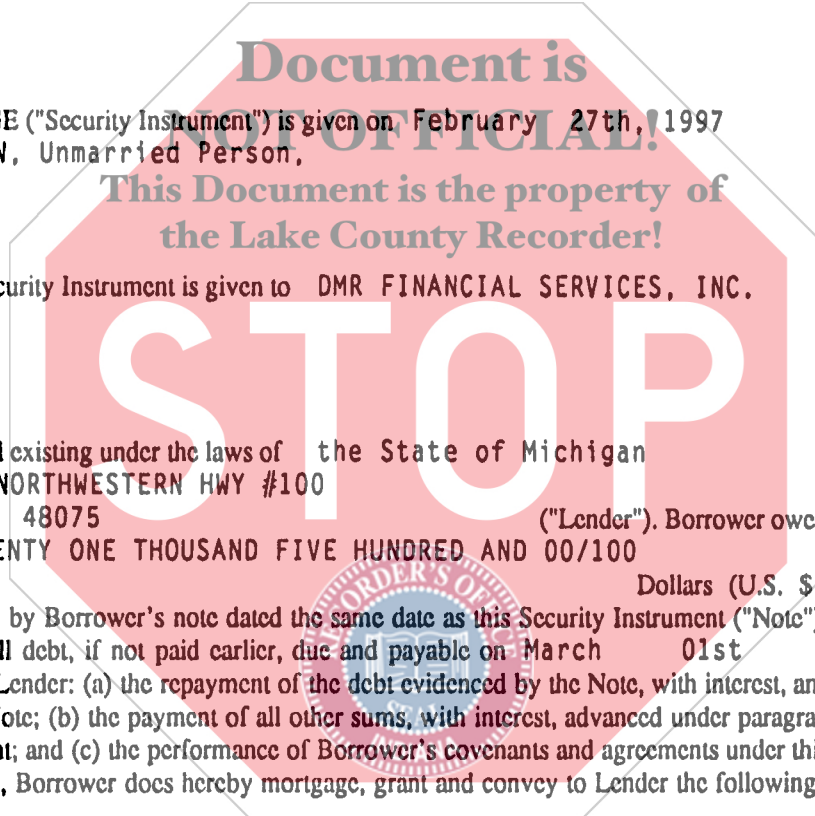 Document is
E ("Security Instrument") is given on February 27th, 1997
NOT OFFICIAL!
, Unmarried Person,
This Document is the property of
the Lake County Recorder!
curity Instrument is given to DMR FINANCIAL SERVICES, INC.
STOP
existing under the laws of the State of Michigan
NORTHWESTERN HWY #100
48075 ("Lender"). Borrower owe
ENTY ONE THOUSAND FIVE HUNDRED AND 00/100
Dollars (U.S. $
RECORDER'S OFFICE
by Borrower's note dated the same date as this Security Instrument ("Note")
ll debt, if not paid earlier, due and payable on March 01st
Lender: (a) the repayment of the debt evidenced by the Note, with interest, an
ote; (b) the payment of all other sums, with interest, advanced under paragra
SEAL
nt; and (c) the performance of Borrower's covenants and agreements under thi
INDIANA
, Borrower does hereby mortgage, grant and convey to Lender the following